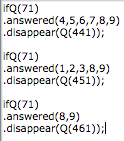 ifQ(71)
.answered(4,5,6,7,8,9)
.disappear(Q(441));

ifQ(71)
.answered(1,2,3,8,9)
.disappear(Q(451));

ifQ(71)
.answered(8,9)
.disappear(Q(461));